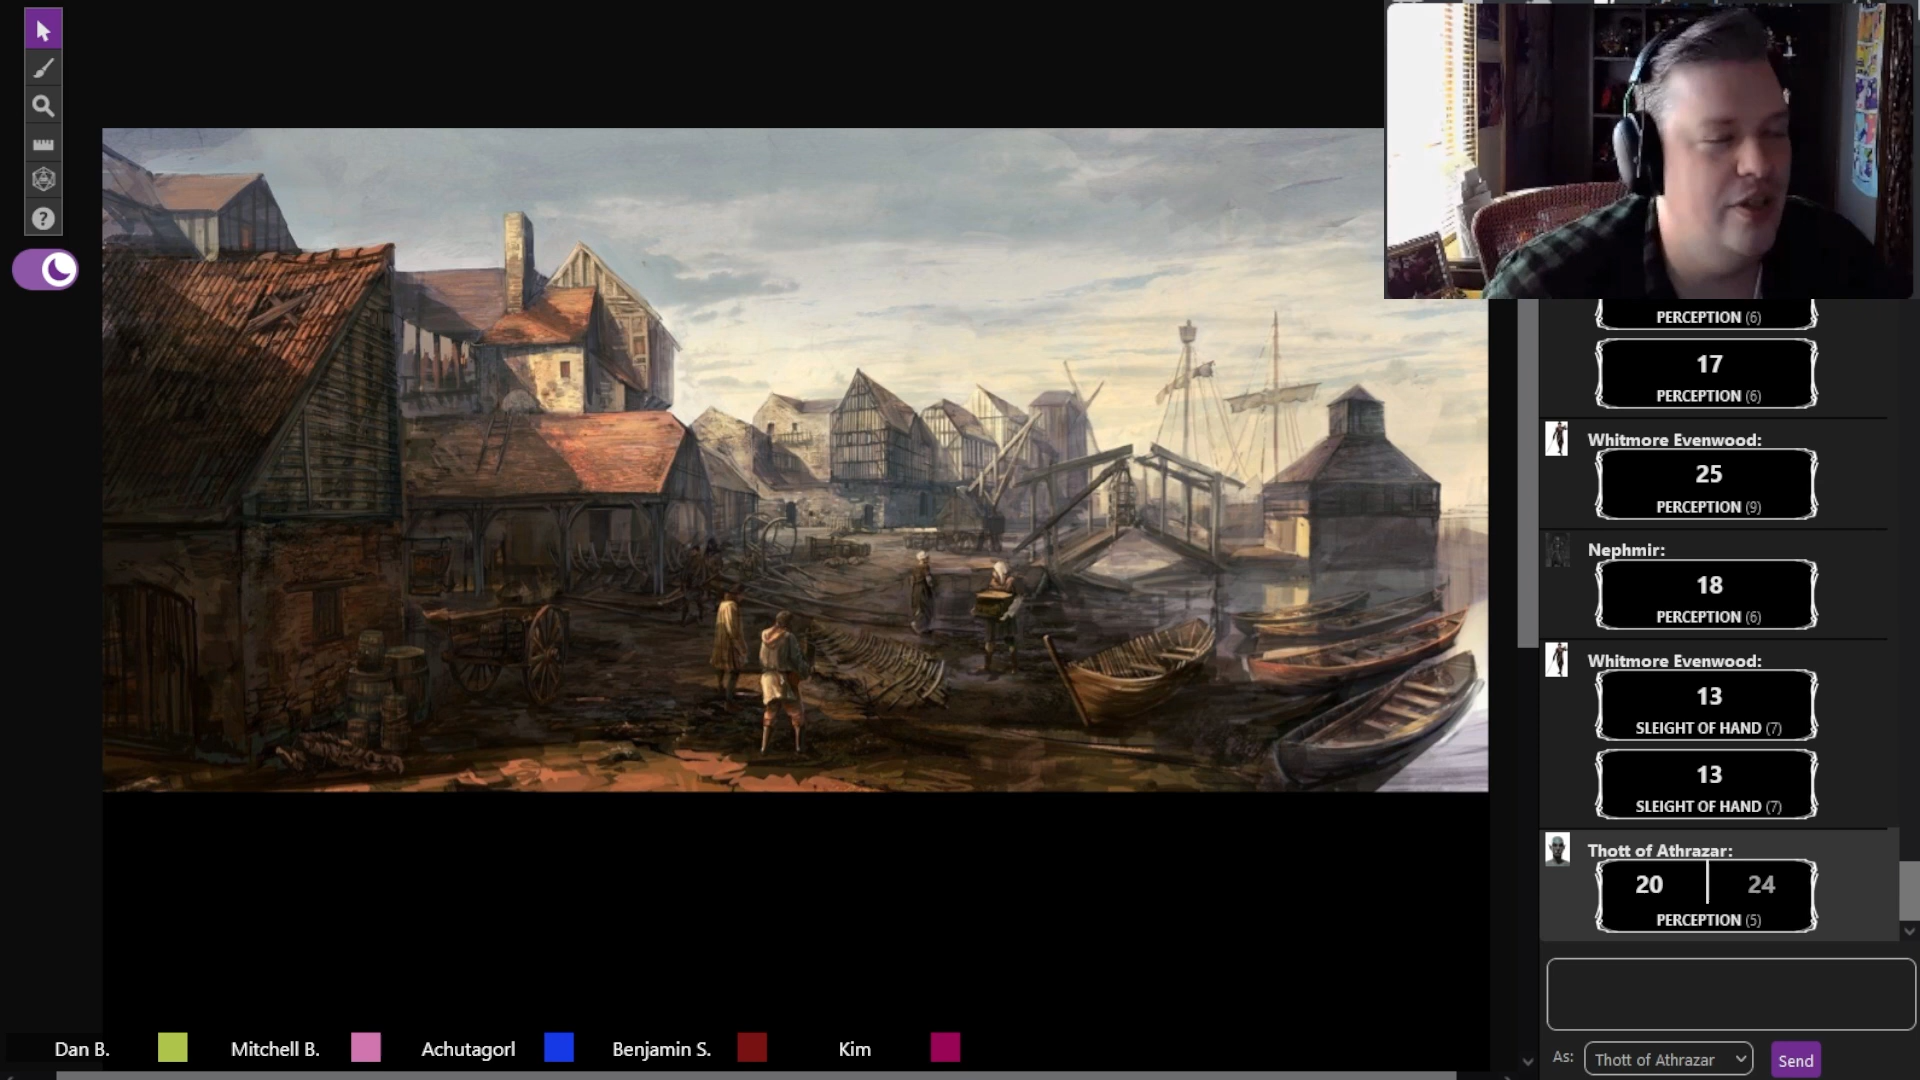 PERCEPTION (6)
17
PERCEPTION (6)
Whitmore Evenwood:
25
PERCEPTION (9)
Nephmir:
18
PERCEPTION (6)
Whitmore Evenwood:
13
SLEIGHT OF HAND (7)
13
SLEIGHT OF HAND (7)
Thott of Athrazar:
20 24
PERCEPTION (5)
As: Thott of Athrazar Send
Dan B. Mitchell B. Achutagorl Benjamin S. Kim
?